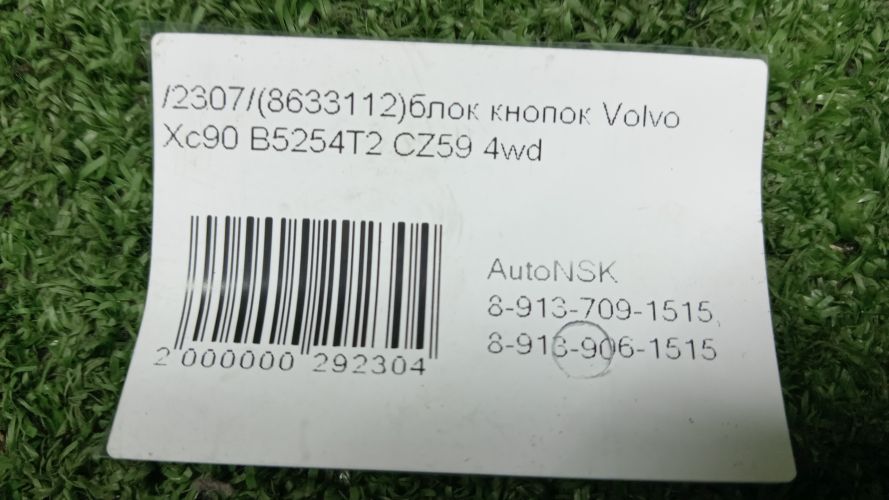 /2307/(8633112)блок кнопок Volvo
Xc90 B5254T2 CZ59 4wd
AutoNSK
8-913-709-1515,
8-913-906-1515
2 000000 292304